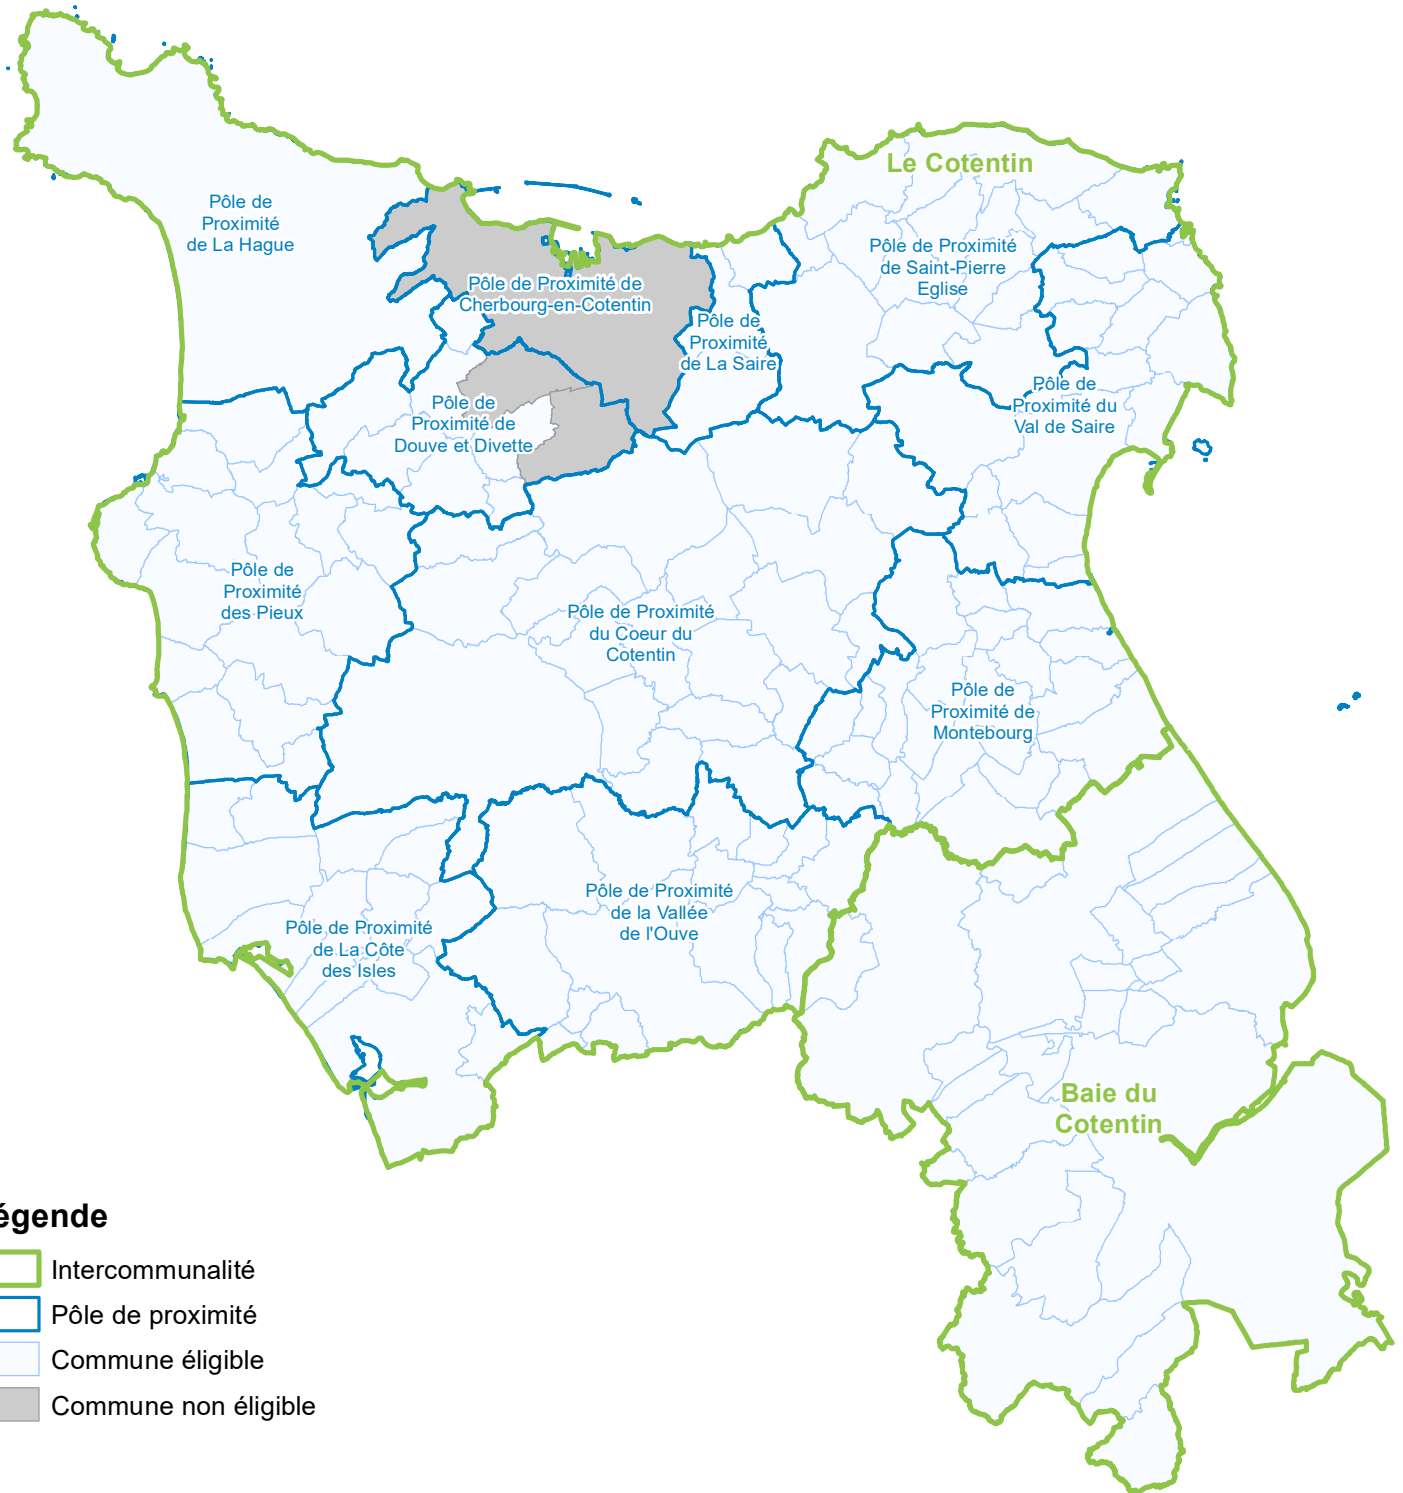 Le Cotentin
Pôle de
Proximité
de La Hague
Pôle de Proximité
de Saint-Pierre
Eglise
Pôle de Proximité de
Cherbourg-en-Cotentin
Pôle de
Proximité
de La Saire
Pôle de
Proximité du
Val de Saire
Pôle de
Proximité de
Douve et Divette
Pôle de
Proximité
des Pieux
Pôle de Proximité
du Coeur du
Cotentin
Pôle de
Proximité de
Montebourg
Pôle de Proximité
de la Vallée
de l'Ouve
Pôle de Proximité
de La Côte
des Isles
Baie du
Cotentin
égende
Intercommunalité
Pôle de proximité
Commune éligible
Commune non éligible